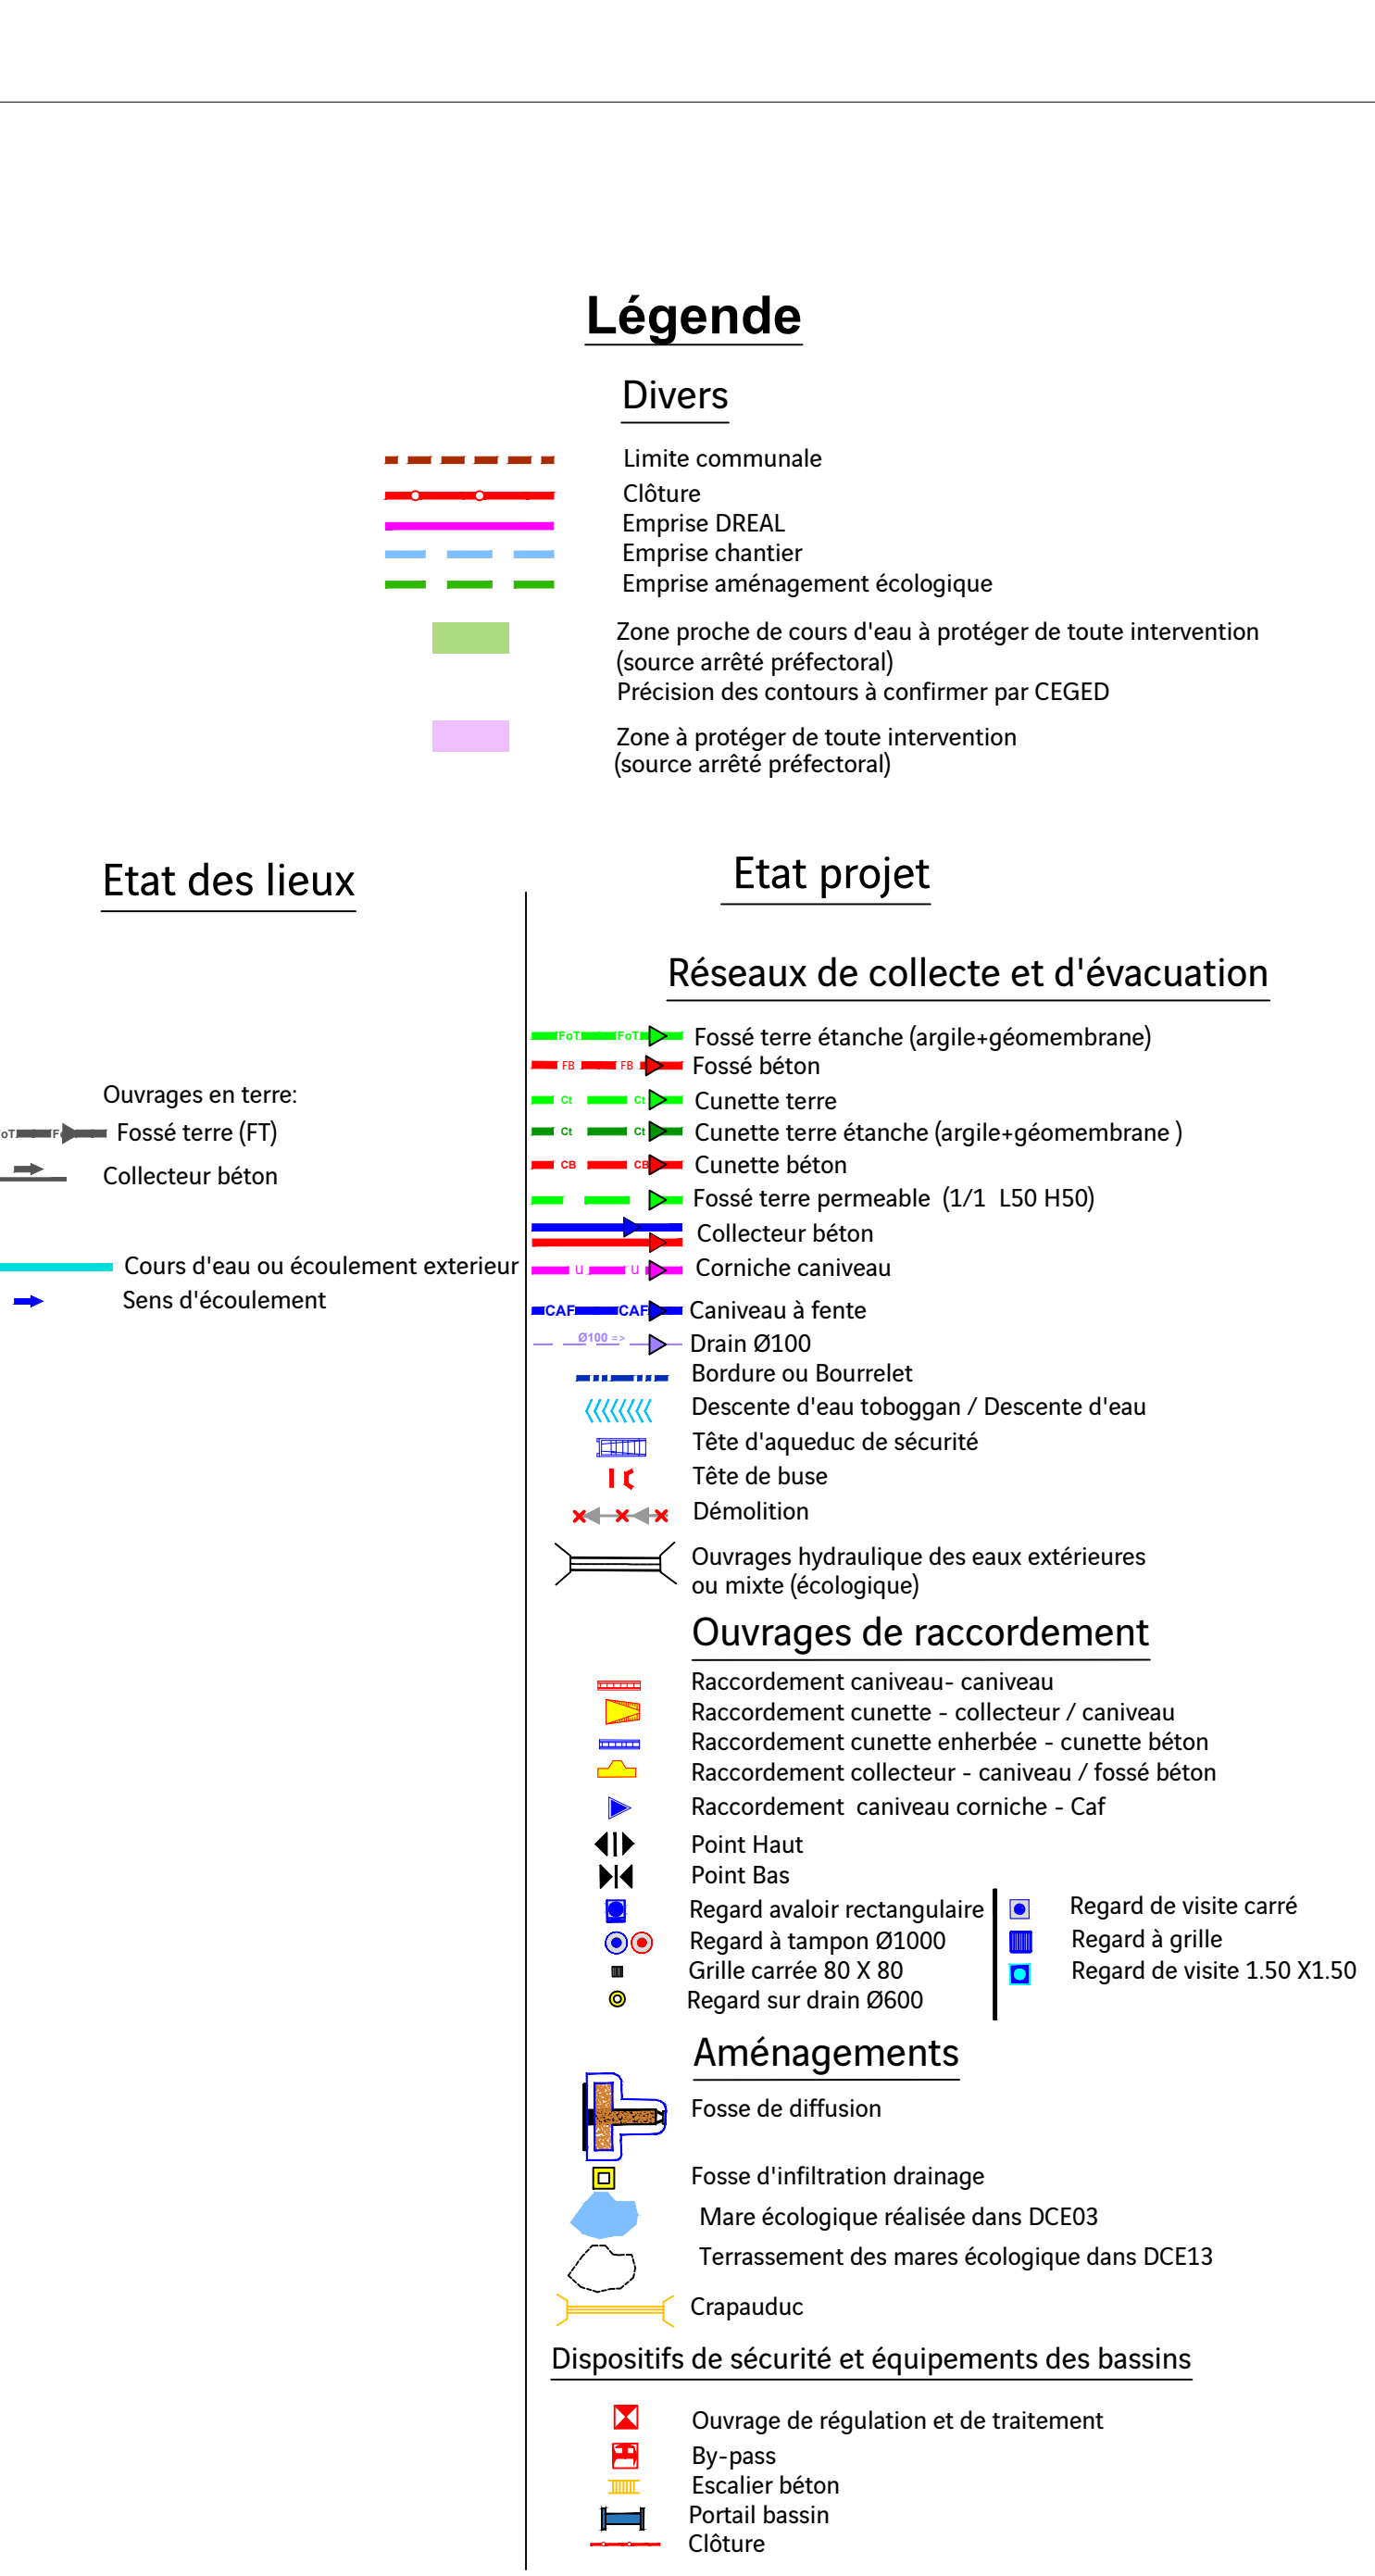 Légende
Divers
Limite communale
Clôture
Emprise DREAL
Emprise chantier
Emprise aménagement écologique
Zone proche de cours d'eau à protéger de toute intervention
(source arrêté préfectoral)
Précision des contours à confirmer par CEGED
Zone à protéger de toute intervention
(source arrêté préfectoral)
Etat des lieux
Ouvrages en terre:
Fossé terre (FT)
Collecteur béton
Cours d'eau ou écoulement exterieur
Sens d'écoulement
Etat projet
Réseaux de collecte et d'évacuation
FoT FoT Fossé terre étanche (argile+géomembrane)
FB FB Fossé béton
Ct Ct Cunette terre
Ct Ct Cunette terre étanche (argile+géomembrane )
CB CB Cunette béton
Fossé terre permeable (1/1 L50 H50)
Collecteur béton
U U Corniche caniveau
CAF CAF Caniveau à fente
Ø100 => Drain Ø100
Bordure ou Bourrelet
Descente d'eau toboggan / Descente d'eau
Tête d'aqueduc de sécurité
Tête de buse
Démolition
Ouvrages hydraulique des eaux extérieures
ou mixte (écologique)
Ouvrages de raccordement
Raccordement caniveau- caniveau
Raccordement cunette - collecteur / caniveau
Raccordement cunette enherbée - cunette béton
Raccordement collecteur - caniveau / fossé béton
Raccordement caniveau corniche - Caf
Point Haut
Point Bas
Regard avaloir rectangulaire
Regard à tampon Ø1000
Grille carrée 80 X 80
Regard sur drain Ø600
Regard de visite carré
Regard à grille
Regard de visite 1.50 X1.50
Aménagements
Fosse de diffusion
Fosse d'infiltration drainage
Mare écologique réalisée dans DCE03
Terrassement des mares écologique dans DCE13
Crapauduc
Dispositifs de sécurité et équipements des bassins
Ouvrage de régulation et de traitement
By-pass
Escalier béton
Portail bassin
Clôture